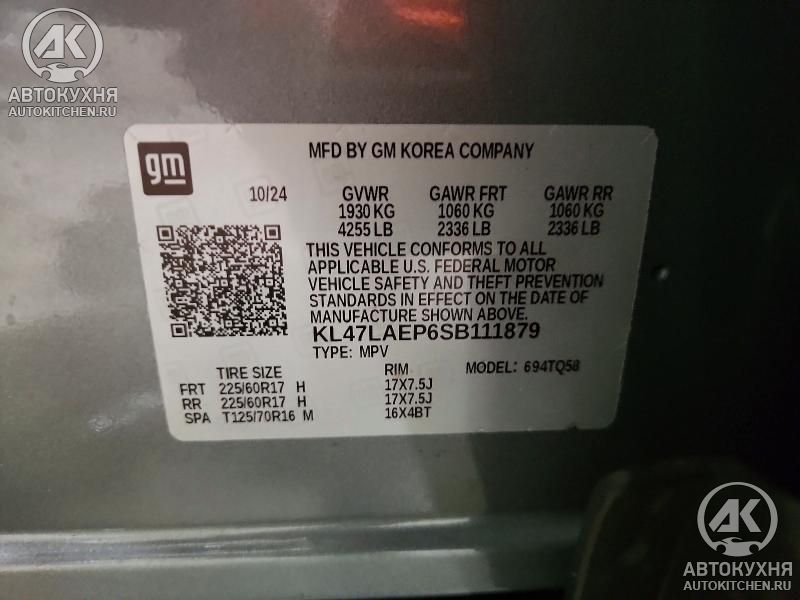 АК
АВТОКУХНЯ
AUTOKITCHEN.RU
gm
MFD BY GM KOREA COMPANY
10/24 GVWR GAWR FRT GAWR RR
1930 KG 1060 KG 1060 KG
4255 LB 2336 LB 2336 LB
THIS VEHICLE CONFORMS TO ALL
APPLICABLE U.S. FEDERAL MOTOR
VEHICLE SAFETY AND THEFT PREVENTION
STANDARDS IN EFFECT ON THE DATE OF
MANUFACTURE SHOWN ABOVE.
KL47LAEP6SB111879
TYPE: MPV
TIRE SIZE RIM MODEL: 694TQ58
FRT 225/60R17 H 17X7.5J
RR 225/60R17 H 17X7.5J
SPA T125/70R16 M 16X4BT
АК
АВТОКУХНЯ
AUTOKITCHEN.RU